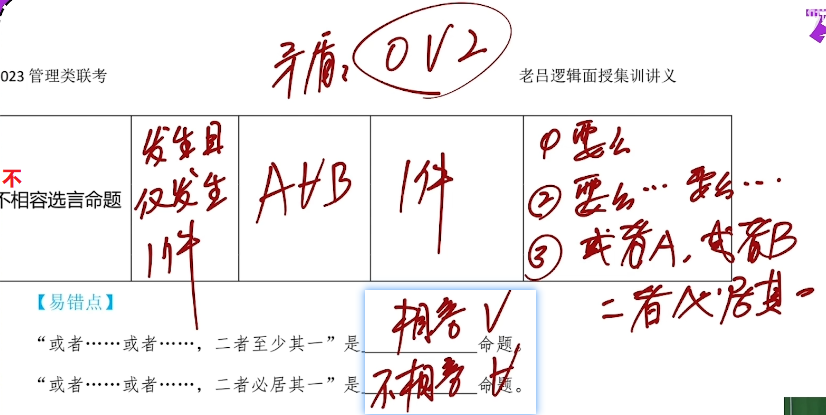 矛盾: 0∨2
023 管理类联考
老吕逻辑面授集训讲义
不
不相容选言命题
发生且
仅发生
1件
A∀B
1件
①要么
②要么…要么…
③或者A,或者B
二者必居其一
【易错点】
“或者……或者……，二者至少其一”是 相容∨ 命题。
“或者……或者……，二者必居其一”是 不相容∀ 命题。